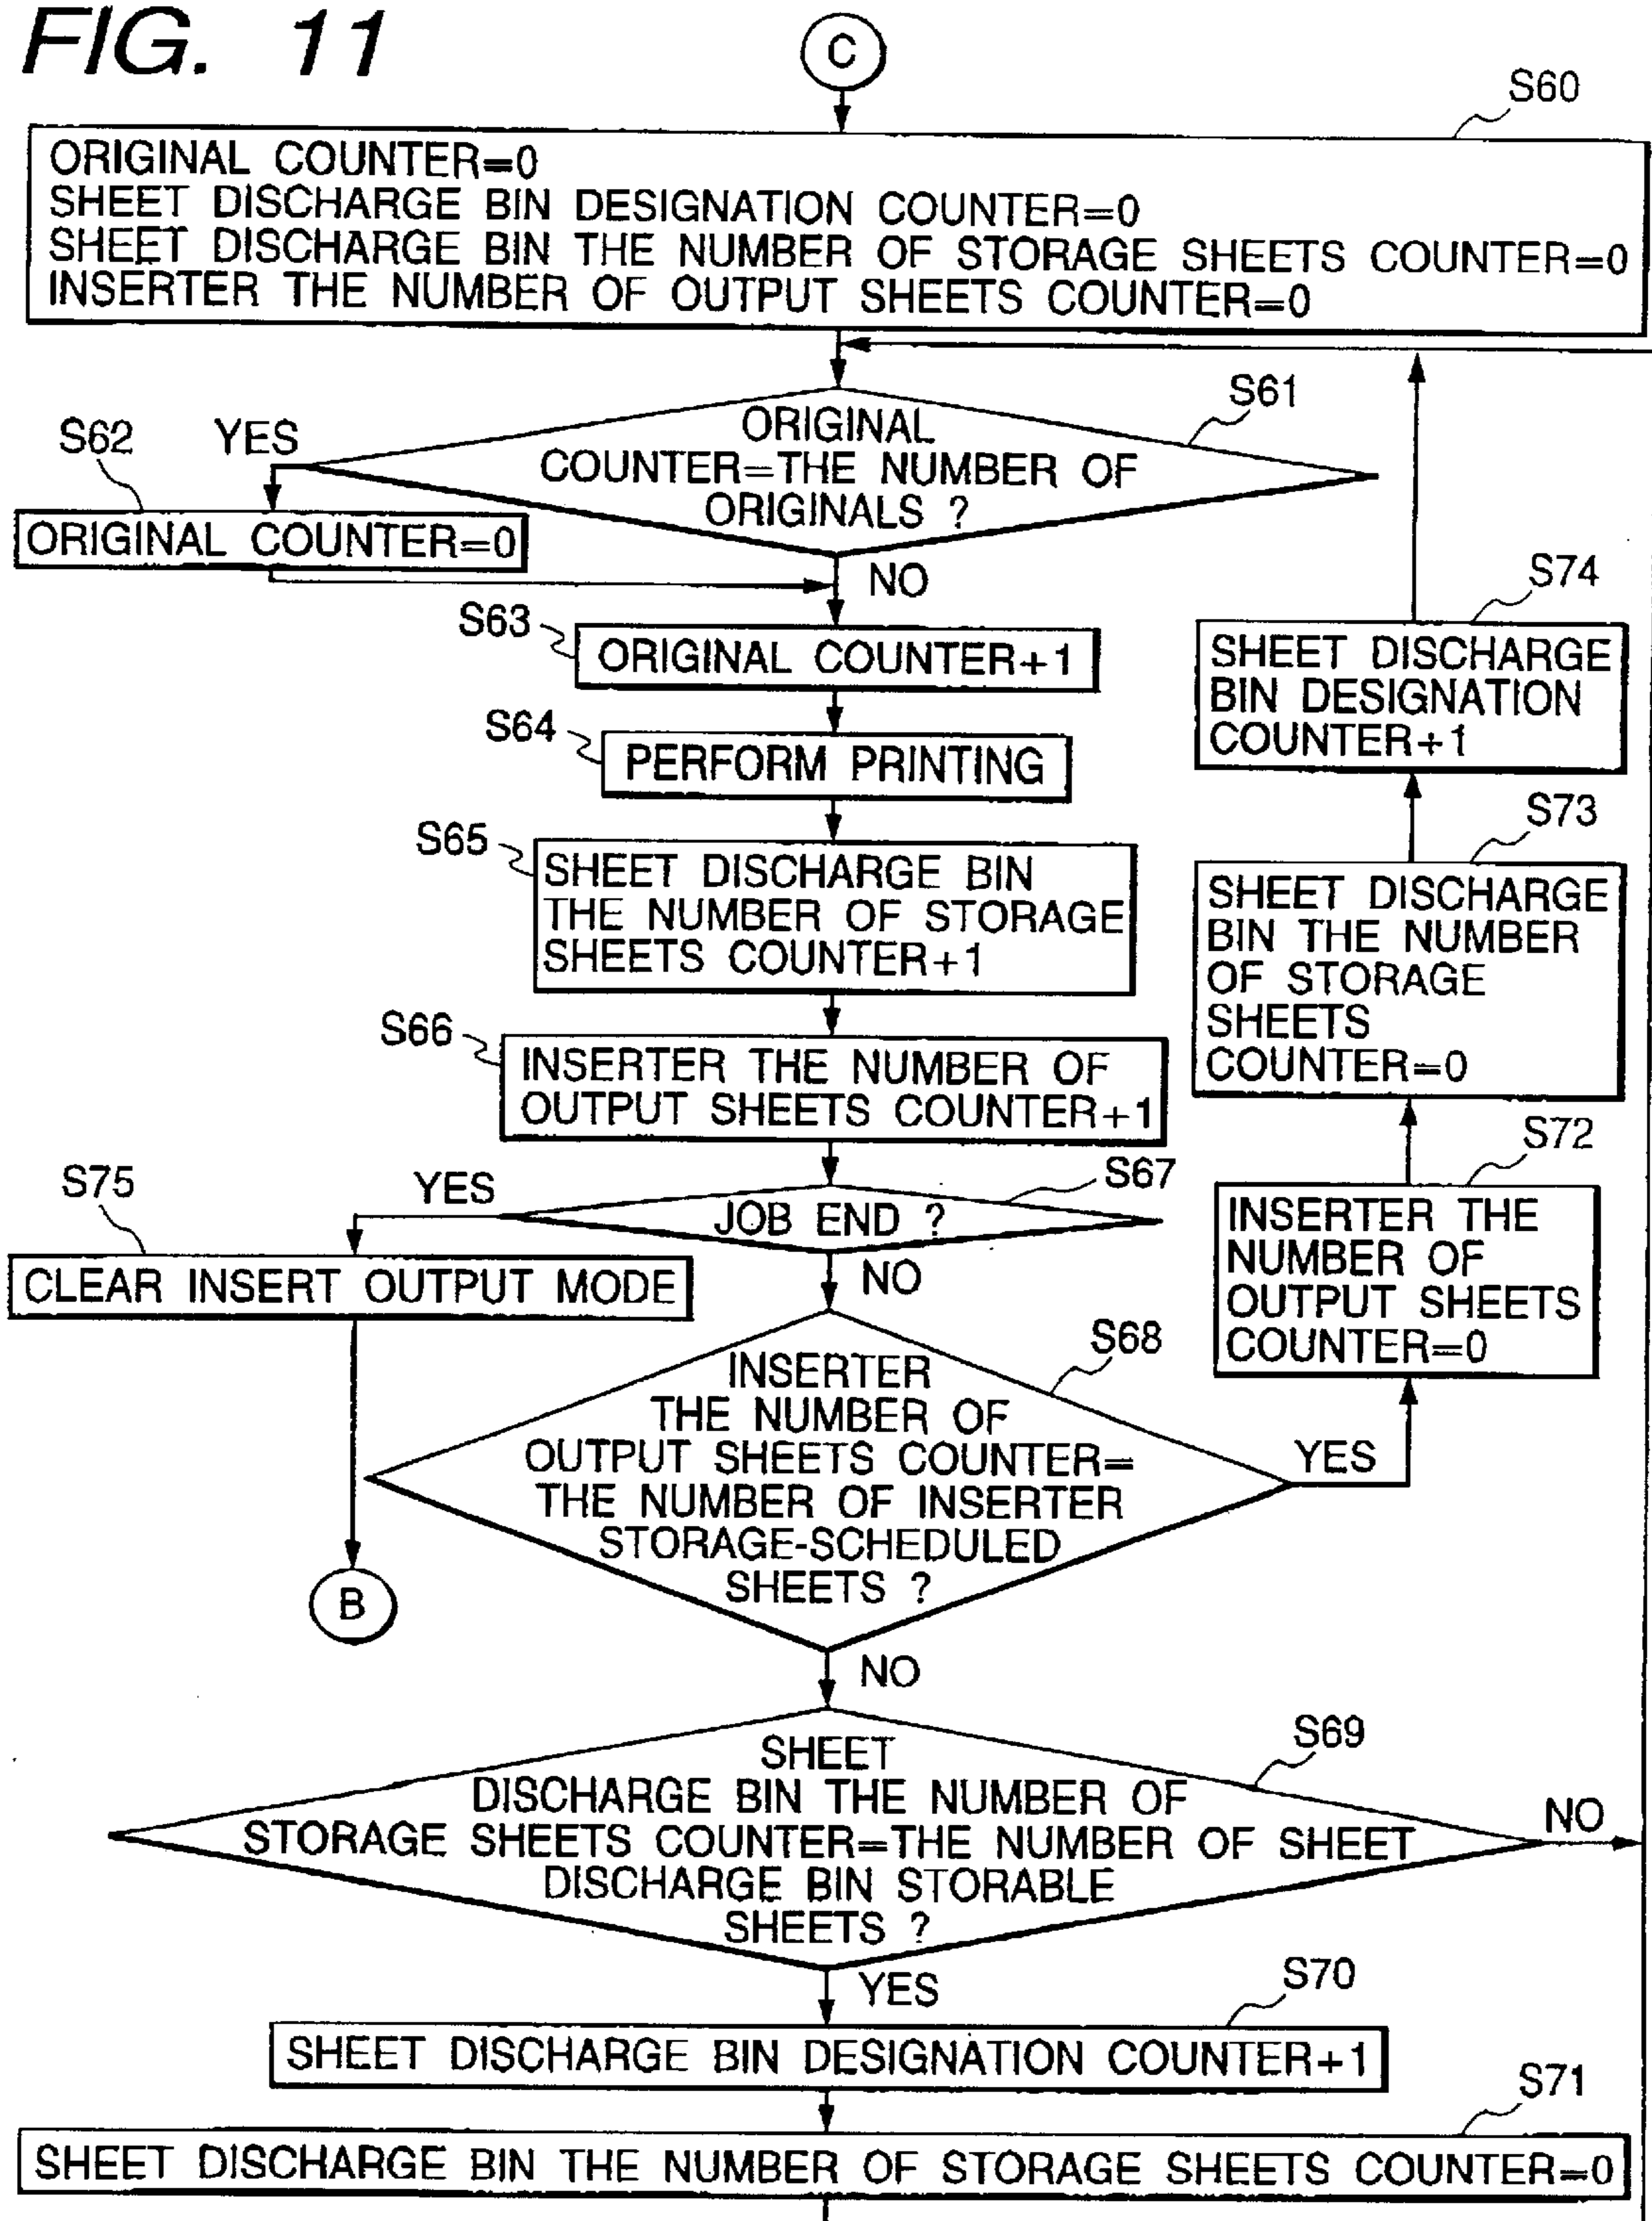 FIG. 11
C
S60
ORIGINAL COUNTER=0
SHEET DISCHARGE BIN DESIGNATION COUNTER=0
SHEET DISCHARGE BIN THE NUMBER OF STORAGE SHEETS COUNTER=0
INSERTER THE NUMBER OF OUTPUT SHEETS COUNTER=0
S61
ORIGINAL
COUNTER=THE NUMBER OF
ORIGINALS ?
YES
S62
ORIGINAL COUNTER=0
NO
S63
ORIGINAL COUNTER+1
S64
PERFORM PRINTING
S65
SHEET DISCHARGE BIN
THE NUMBER OF STORAGE
SHEETS COUNTER+1
S66
INSERTER THE NUMBER OF
OUTPUT SHEETS COUNTER+1
S67
JOB END ?
YES
S75
CLEAR INSERT OUTPUT MODE
B
NO
S68
INSERTER
THE NUMBER OF
OUTPUT SHEETS COUNTER=
THE NUMBER OF INSERTER
STORAGE-SCHEDULED
SHEETS ?
YES
S72
INSERTER THE
NUMBER OF
OUTPUT SHEETS
COUNTER=0
S73
SHEET DISCHARGE
BIN THE NUMBER
OF STORAGE
SHEETS
COUNTER=0
S74
SHEET DISCHARGE
BIN DESIGNATION
COUNTER+1
NO
S69
SHEET
DISCHARGE BIN THE NUMBER OF
STORAGE SHEETS COUNTER=THE NUMBER OF SHEET
DISCHARGE BIN STORABLE
SHEETS ?
NO
YES
S70
SHEET DISCHARGE BIN DESIGNATION COUNTER+1
S71
SHEET DISCHARGE BIN THE NUMBER OF STORAGE SHEETS COUNTER=0